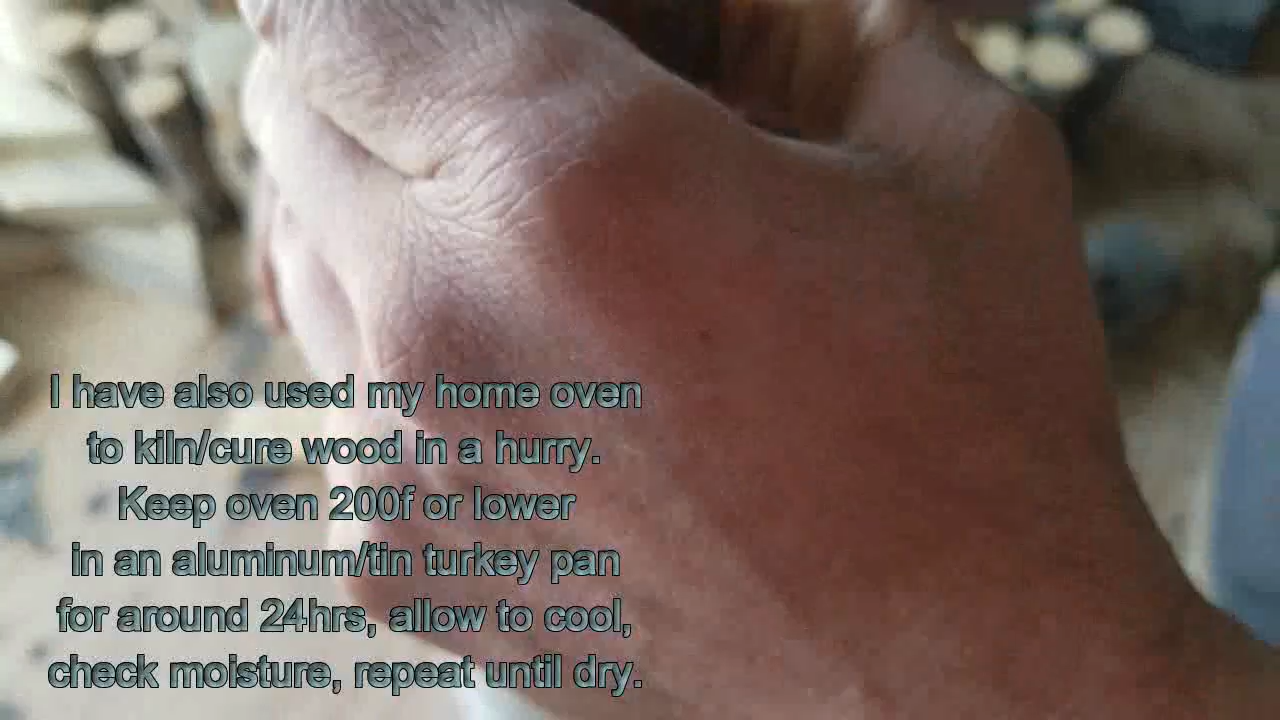 I have also used my home oven
to kiln/cure wood in a hurry.
Keep oven 200f or lower
in an aluminum/tin turkey pan
for around 24hrs, allow to cool,
check moisture, repeat until dry.